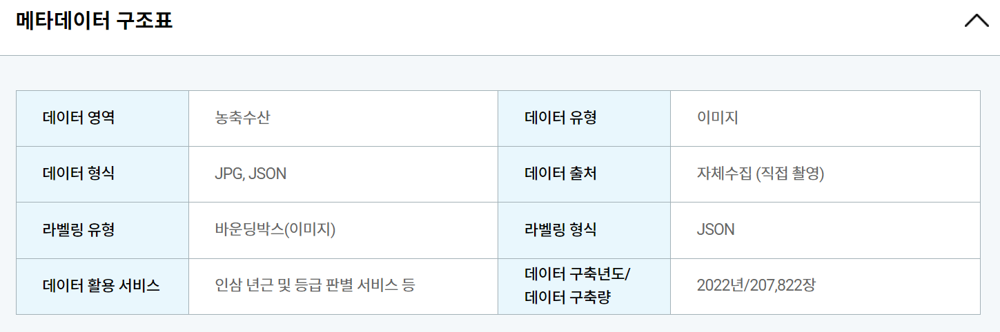 메타데이터 구조표
데이터 영역 농축수산 데이터 유형 이미지
데이터 형식 JPG, JSON 데이터 출처 자체수집 (직접 촬영)
라벨링 유형 바운딩박스(이미지) 라벨링 형식 JSON
데이터 활용 서비스 인삼 년근 및 등급 판별 서비스 등 데이터 구축년도/
데이터 구축량 2022년/207,822장